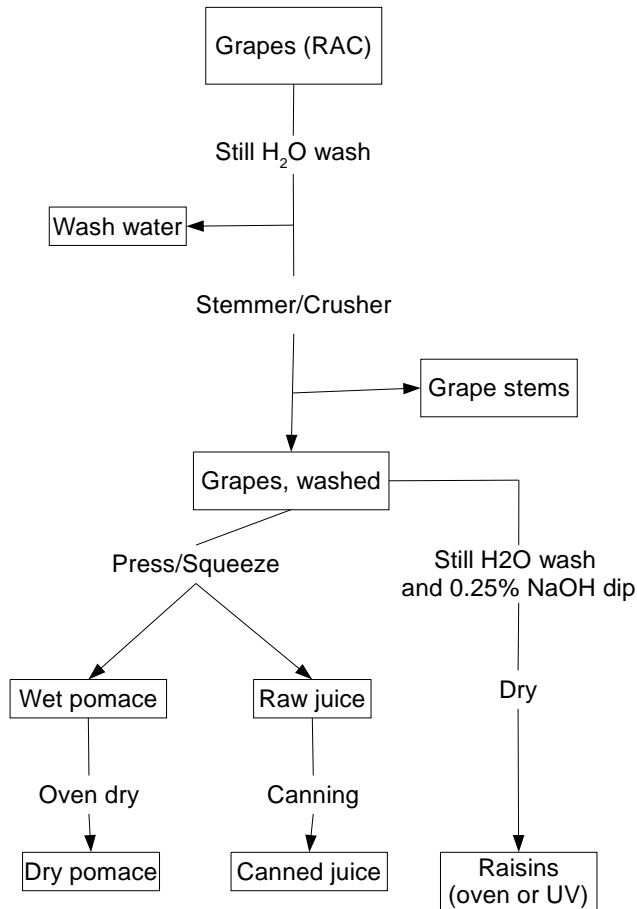 Grapes (RAC)
Still H₂O wash
Wash water
Stemmer/Crusher
Grape stems
Grapes, washed
Press/Squeeze
Still H2O wash
and 0.25% NaOH dip
Wet pomace
Raw juice
Dry
Oven dry
Canning
Dry pomace
Canned juice
Raisins
(oven or UV)